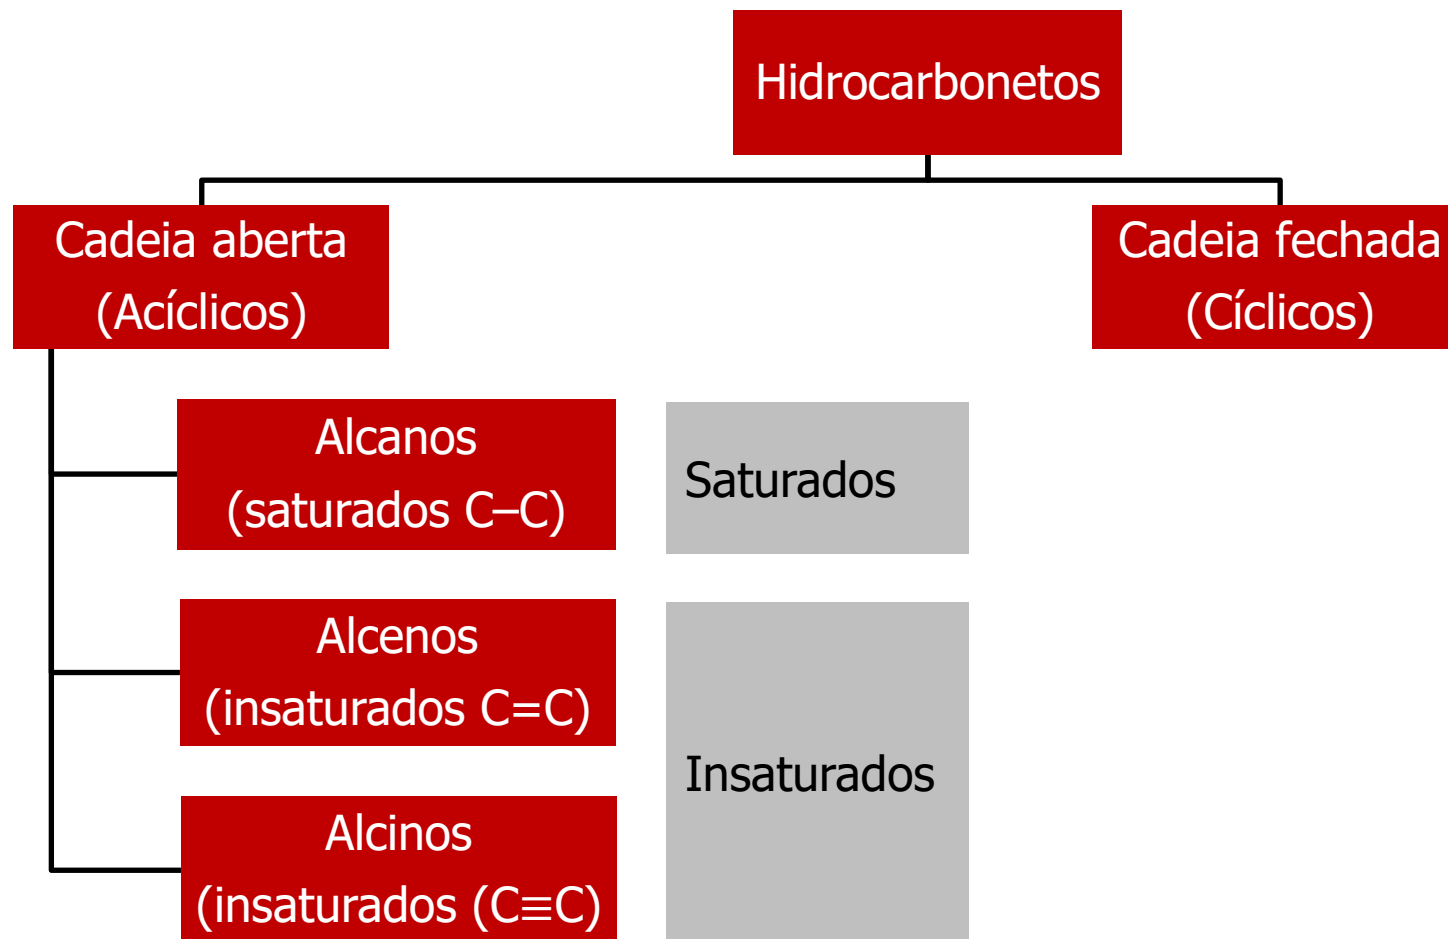 Hidrocarbonetos
Cadeia aberta
(Acíclicos)
Cadeia fechada
(Cíclicos)
Alcanos
(saturados C–C)
Saturados
Alcenos
(insaturados C=C)
Insaturados
Alcinos
(insaturados (C≡C)